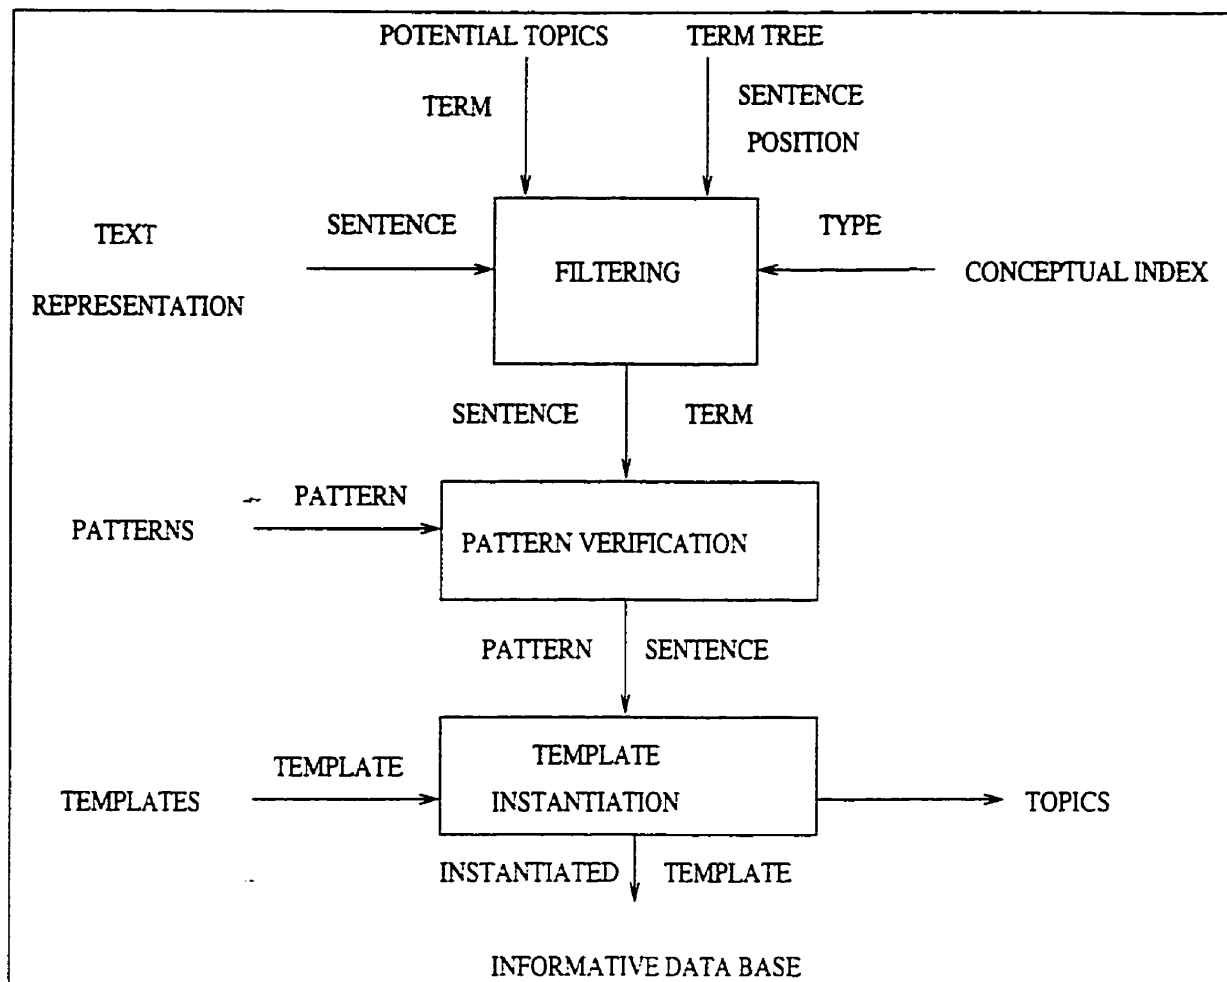 POTENTIAL TOPICS
TERM TREE
TERM
SENTENCE
POSITION
TEXT
REPRESENTATION
SENTENCE
FILTERING
TYPE
CONCEPTUAL INDEX
SENTENCE
TERM
PATTERNS
PATTERN
PATTERN VERIFICATION
PATTERN
SENTENCE
TEMPLATES
TEMPLATE
TEMPLATE
INSTANTIATION
TOPICS
INSTANTIATED
TEMPLATE
INFORMATIVE DATA BASE